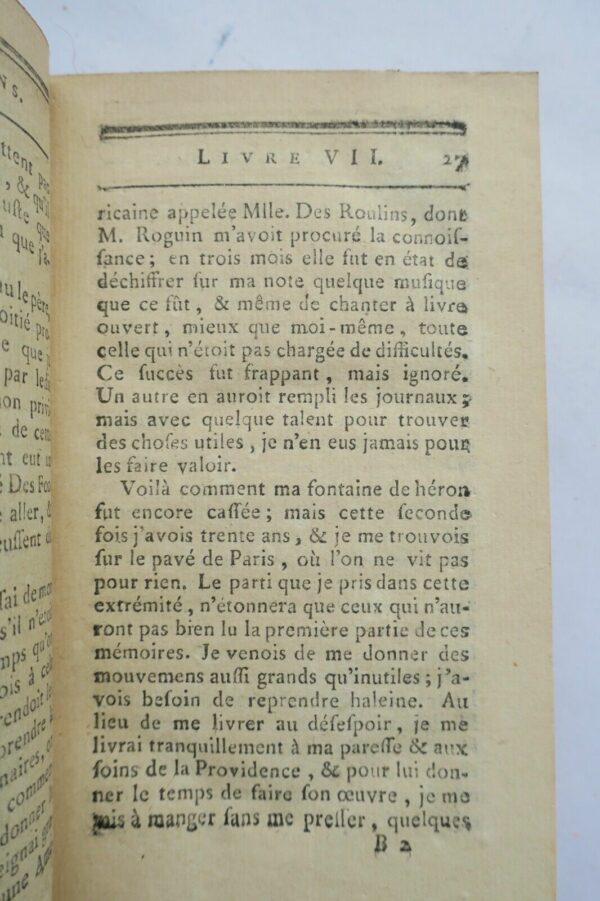 NS.
LIVRE VII. 27
ricaine appelée Mlle. Des Roulins, dont
M. Roguin m'avoit procuré la connoiſ-
ſance; en trois mois elle fut en état de
déchiffrer ſur ma note quelque muſique
que ce fût, & même de chanter à livre
ouvert, mieux que moi-même, toute
celle qui n'étoit pas chargée de difficultés.
Ce ſuccès fut frappant, mais ignoré.
Un autre en auroit rempli les journaux;
mais avec quelque talent pour trouver
des choſes utiles, je n'en eus jamais pour
les faire valoir.
Voilà comment ma fontaine de héron
fut encore caſſée; mais cette ſeconde
fois j'avois trente ans, & je me trouvois
ſur le pavé de Paris, où l'on ne vit pas
pour rien. Le parti que je pris dans cette
extrémité, n'étonnera que ceux qui n'au-
ront pas bien lu la première partie de ces
mémoires. Je venois de me donner des
mouvemens auſſi grands qu'inutiles; j'a-
vois beſoin de reprendre haleine. Au
lieu de me livrer au déſeſpoir, je me
livrai tranquillement à ma pareſſe & aux
ſoins de la Providence, & pour lui don-
ner le temps de faire ſon œuvre, je me
mis à manger ſans me preſſer, quelques
B 2